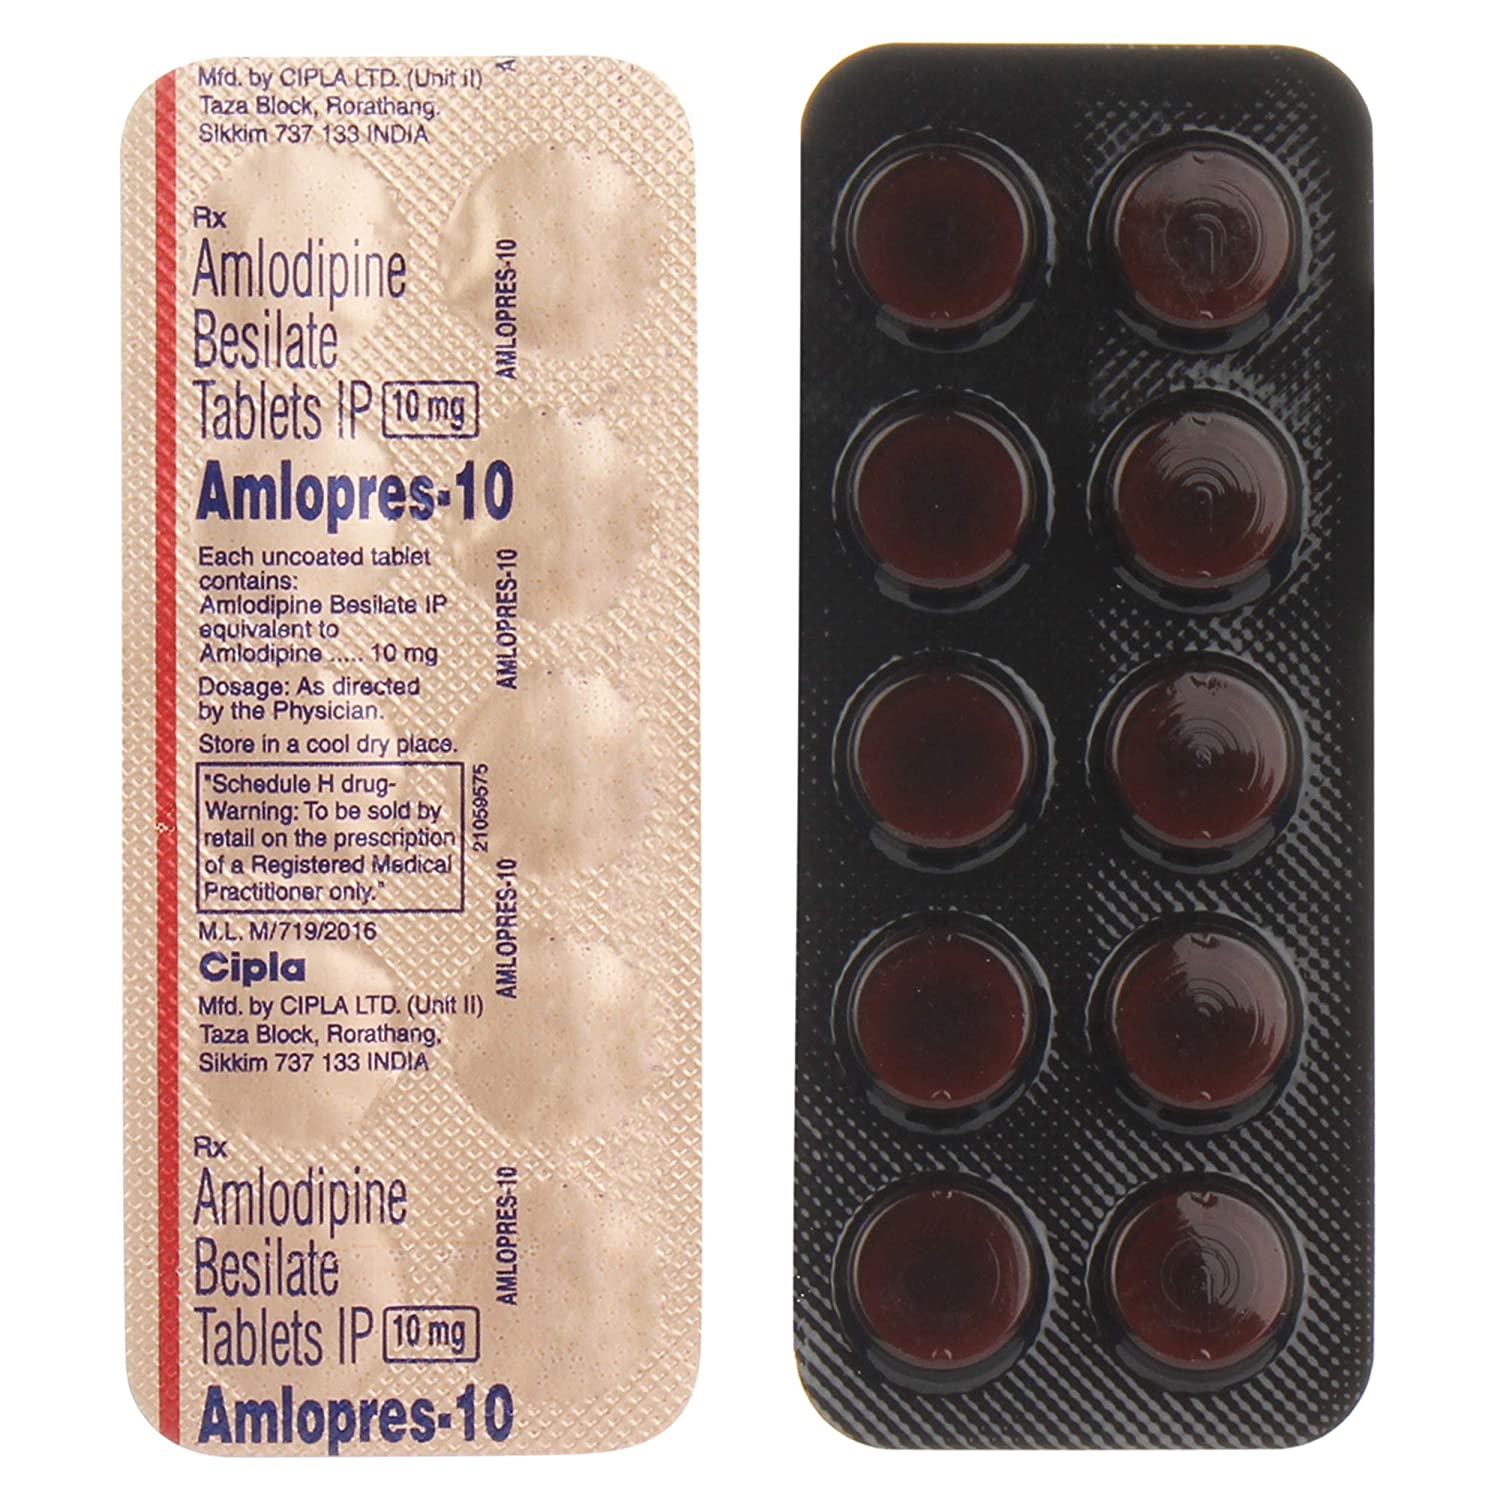 Mfd. by CIPLA LTD. (Unit II)
Taza Block, Rorathang.
Sikkim 737 133 INDIA
Rx
Amlodipine
Besilate
Tablets IP 10 mg
Amlopres-10
Each uncoated tablet
contains:
Amlodipine Besilate IP
equivalent to
Amlodipine ..... 10 mg
Dosage: As directed
by the Physician.
Store in a cool dry place.
"Schedule H drug-
Warning: To be sold by
retail on the prescription
of a Registered Medical
Practitioner only."
M.L. M/719/2016
Cipla
Mfd. by CIPLA LTD. (Unit II)
Taza Block, Rorathang,
Sikkim 737 133 INDIA
Rx
Amlodipine
Besilate
Tablets IP 10 mg
Amlopres-10
A
AMLOPRES-10
AMLOPRES-10
21059575
AMLOPRES-10
AMLOPRES-10